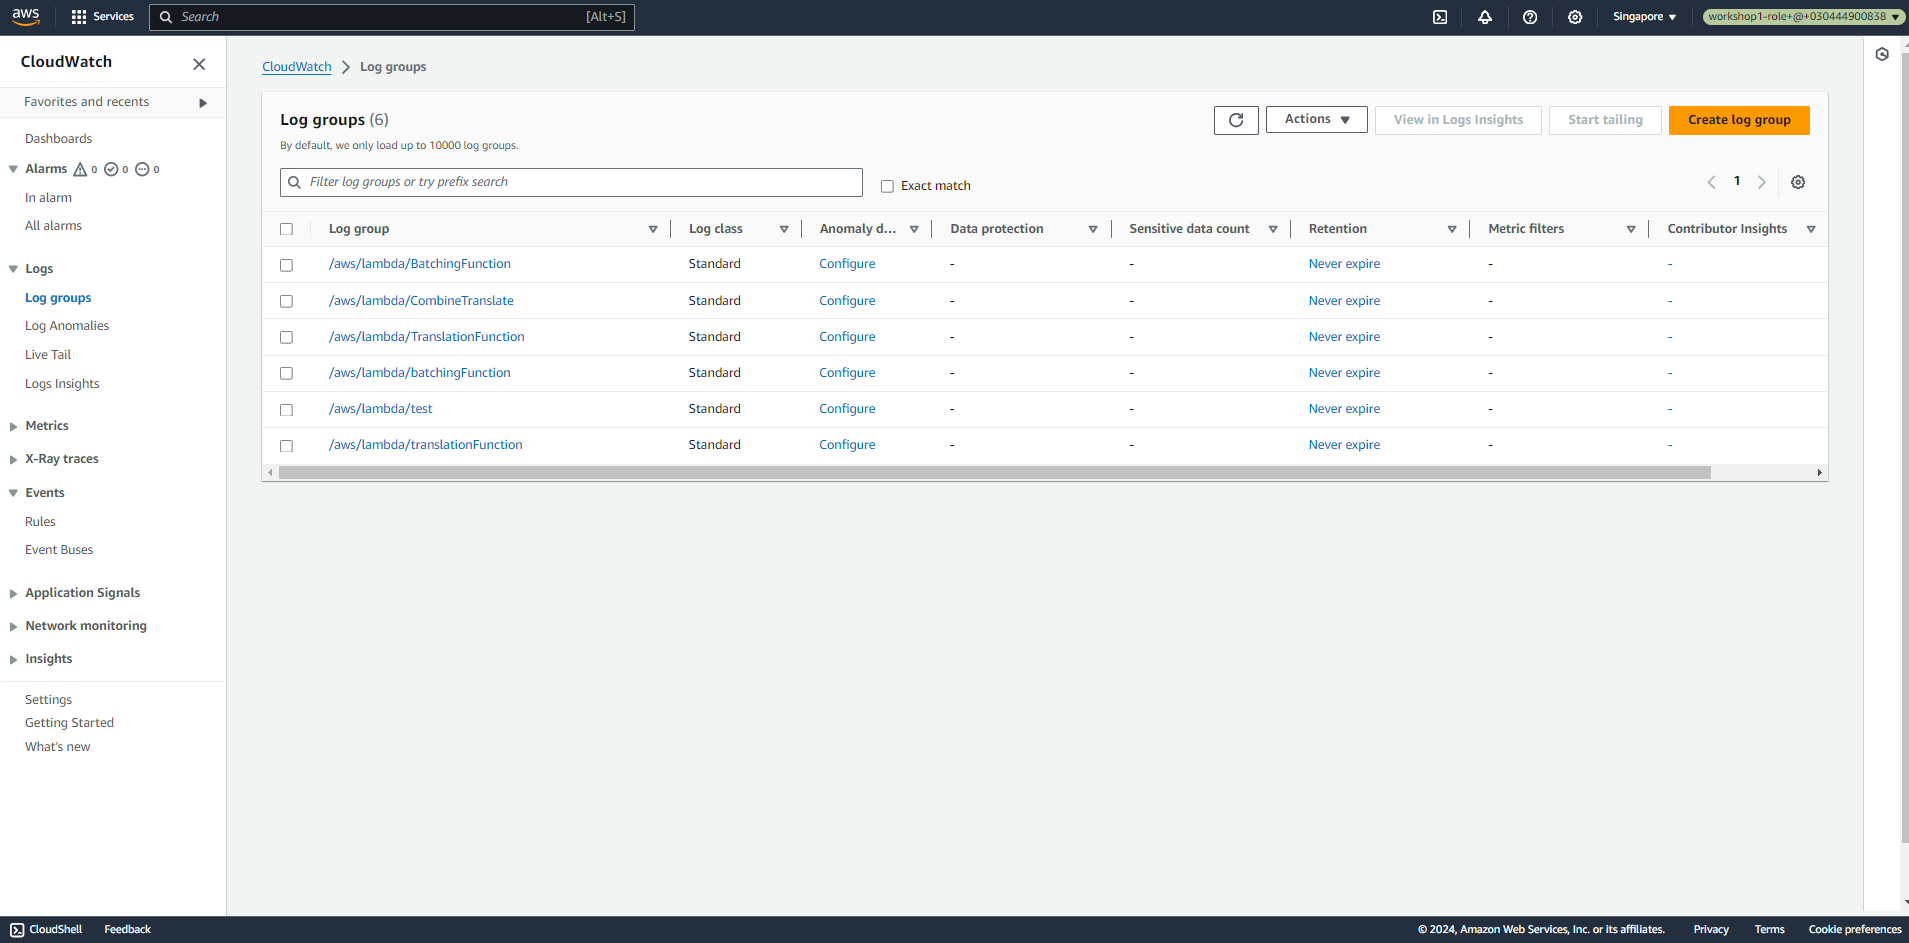 aws Services Search [Alt+S] Singapore workshop1-role+@+030444900838
CloudWatch
Favorites and recents
Dashboards
Alarms 0 0 0
In alarm
All alarms
Logs
Log groups
Log Anomalies
Live Tail
Logs Insights
Metrics
X-Ray traces
Events
Rules
Event Buses
Application Signals
Network monitoring
Insights
Settings
Getting Started
What's new
CloudWatch Log groups
Log groups (6) Actions View in Logs Insights Start tailing Create log group
By default, we only load up to 10000 log groups.
Filter log groups or try prefix search Exact match 1
Log group Log class Anomaly d... Data protection Sensitive data count Retention Metric filters Contributor Insights
/aws/lambda/BatchingFunction Standard Configure - - Never expire - -
/aws/lambda/CombineTranslate Standard Configure - - Never expire - -
/aws/lambda/TranslationFunction Standard Configure - - Never expire - -
/aws/lambda/batchingFunction Standard Configure - - Never expire - -
/aws/lambda/test Standard Configure - - Never expire - -
/aws/lambda/translationFunction Standard Configure - - Never expire - -
CloudShell Feedback © 2024, Amazon Web Services, Inc. or its affiliates. Privacy Terms Cookie preferences